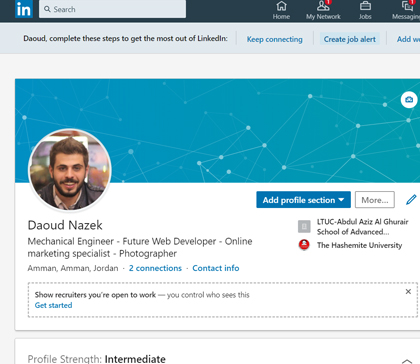 in
Search
Home
My Network
Jobs
Messaging
Daoud, complete these steps to get the most out of LinkedIn:
Keep connecting
Create job alert
Add
Add profile section
More...
Daoud Nazek
Mechanical Engineer - Future Web Developer - Online
marketing specialist - Photographer
Amman, Amman, Jordan · 2 connections · Contact info
LTUC-Abdul Aziz Al Ghurair
School of Advanced...
The Hashemite University
Show recruiters you're open to work — you control who sees this
Get started
Profile Strength: Intermediate